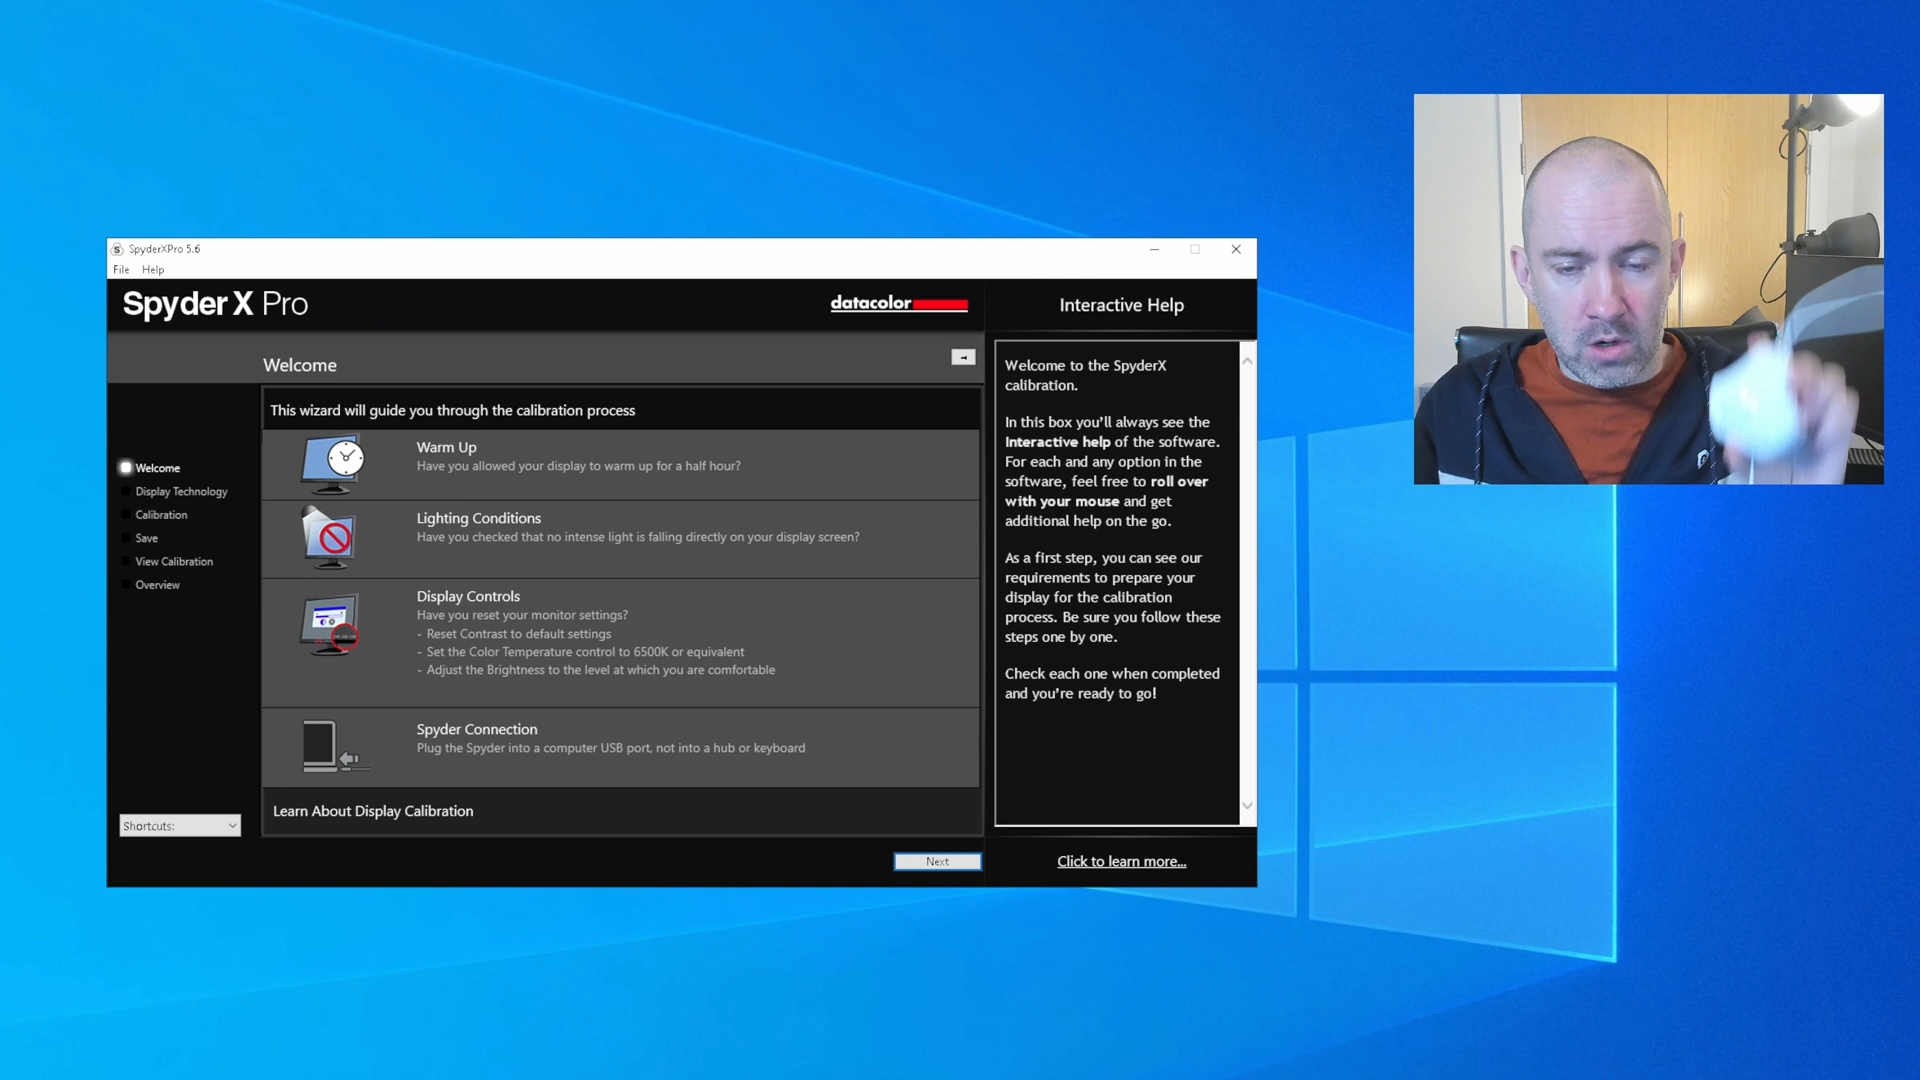 SpyderXPro 5.6
File Help
Spyder X Pro
datacolor
Interactive Help
Welcome
This wizard will guide you through the calibration process
Welcome
Display Technology
Calibration
Save
View Calibration
Overview
Warm Up
Have you allowed your display to warm up for a half hour?
Lighting Conditions
Have you checked that no intense light is falling directly on your display screen?
Display Controls
Have you reset your monitor settings?
- Reset Contrast to default settings
- Set the Color Temperature control to 6500K or equivalent
- Adjust the Brightness to the level at which you are comfortable
Spyder Connection
Plug the Spyder into a computer USB port, not into a hub or keyboard
Learn About Display Calibration
Shortcuts:
Next
Welcome to the SpyderX
calibration.
In this box you'll always see the
Interactive help of the software.
For each and any option in the
software, feel free to roll over
with your mouse and get
additional help on the go.
As a first step, you can see our
requirements to prepare your
display for the calibration
process. Be sure you follow these
steps one by one.
Check each one when completed
and you're ready to go!
Click to learn more...